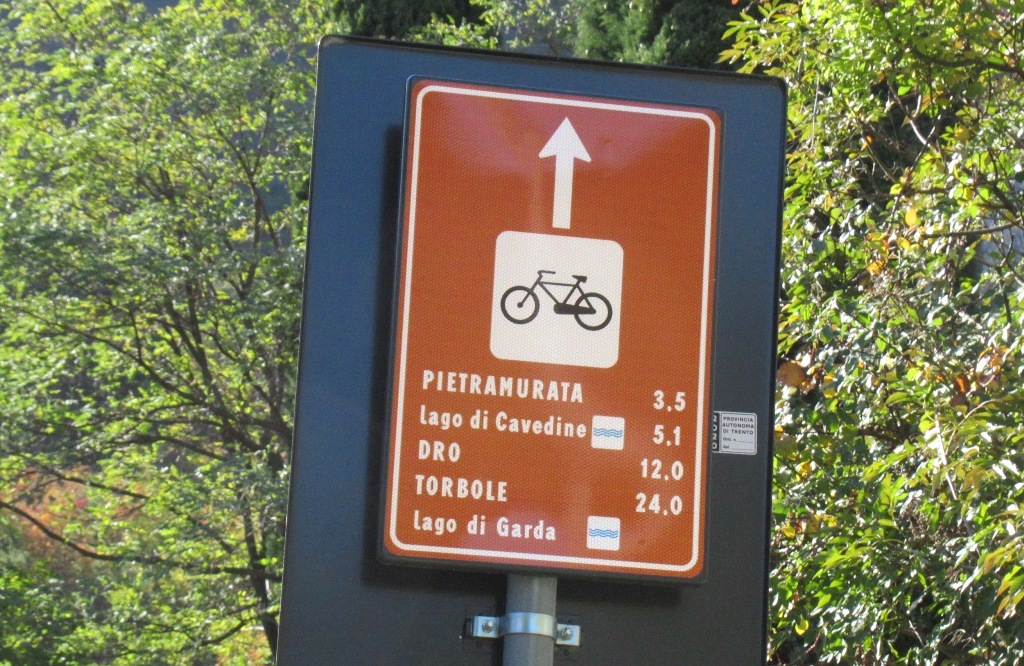 PIETRAMURATA 3.5
Lago di Cavedine 5.1
DRO 12.0
TORBOLE 24.0
Lago di Garda
PROVINCIA
AUTONOMA
DI TRENTO